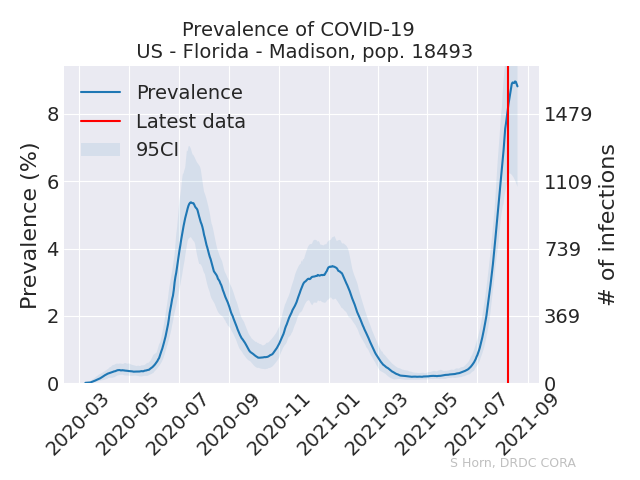 Prevalence of COVID-19
US - Florida - Madison, pop. 18493
Prevalence
Latest data
95CI
Prevalence (%)
8
6
4
2
0
1479
1109
739
369
0
# of infections
2020-03
2020-05
2020-07
2020-09
2020-11
2021-01
2021-03
2021-05
2021-07
2021-09
S Horn, DRDC CORA